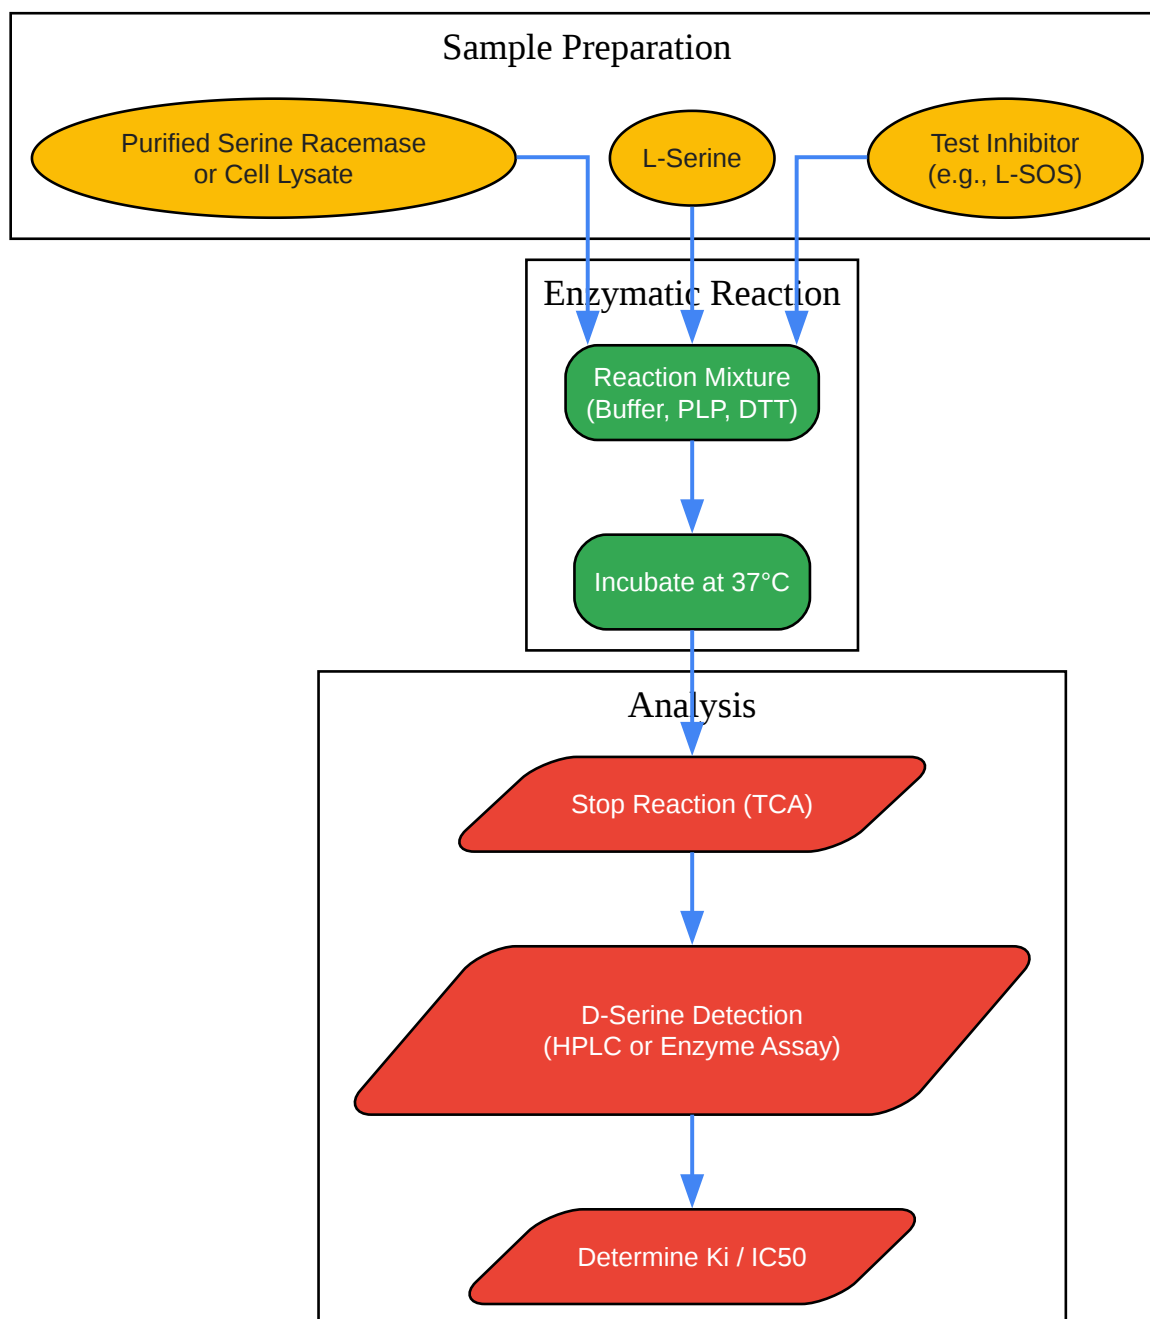 Sample Preparation
Purified Serine Racemase
or Cell Lysate
L-Serine
Test Inhibitor
(e.g., L-SOS)
Enzymatic Reaction
Reaction Mixture
(Buffer, PLP, DTT)
Incubate at 37°C
Analysis
Stop Reaction (TCA)
D-Serine Detection
(HPLC or Enzyme Assay)
Determine Ki / IC50